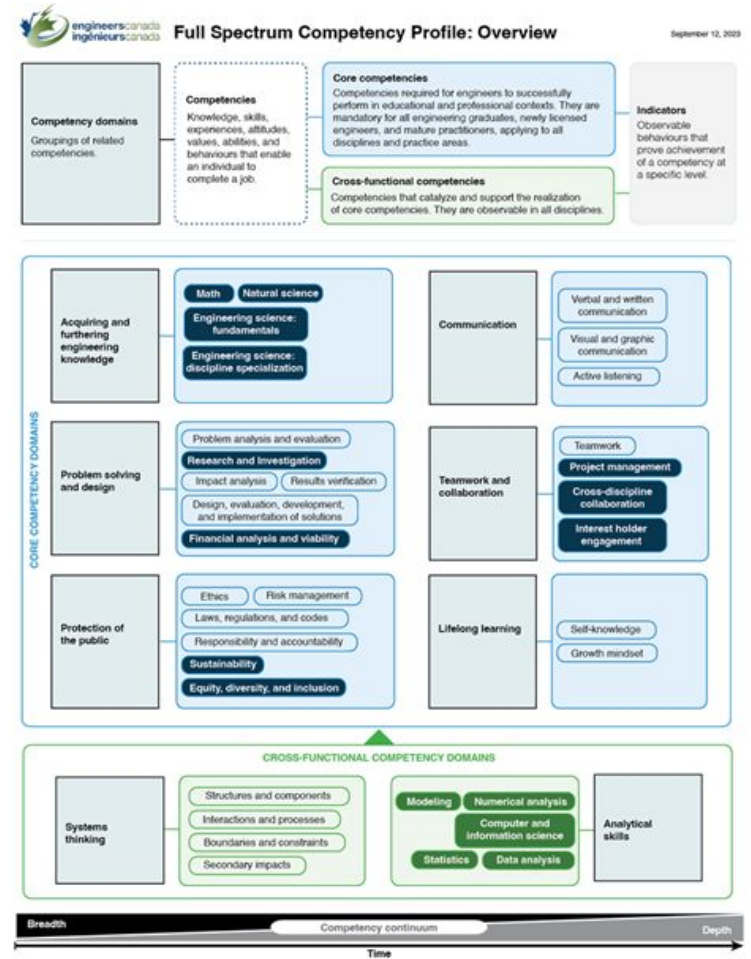 engineerscanada
ingénieurscanada
Full Spectrum Competency Profile: Overview
September 12, 2023
Competency domains
Groupings of related
competencies.
Competencies
Knowledge, skills,
experiences, attitudes,
values, abilities, and
behaviours that enable
an individual to
complete a job.
Core competencies
Competencies required for engineers to successfully
perform in educational and professional contexts. They are
mandatory for all engineering graduates, newly licensed
engineers, and mature practitioners, applying to all
disciplines and practice areas.
Cross-functional competencies
Competencies that catalyze and support the realization
of core competencies. They are observable in all disciplines.
Indicators
Observable
behaviours that
prove achievement
of a competency at
a specific level.
CORE COMPETENCY DOMAINS
Acquiring and
furthering
engineering
knowledge
Math
Natural science
Engineering science:
fundamentals
Engineering science:
discipline specialization
Communication
Verbal and written
communication
Visual and graphic
communication
Active listening
Problem solving
and design
Problem analysis and evaluation
Research and Investigation
Impact analysis
Results verification
Design, evaluation, development,
and implementation of solutions
Financial analysis and viability
Teamwork and
collaboration
Teamwork
Project management
Cross-discipline
collaboration
Interest holder
engagement
Protection of
the public
Ethics
Risk management
Laws, regulations, and codes
Responsibility and accountability
Sustainability
Equity, diversity, and inclusion
Lifelong learning
Self-knowledge
Growth mindset
CROSS-FUNCTIONAL COMPETENCY DOMAINS
Systems
thinking
Structures and components
Interactions and processes
Boundaries and constraints
Secondary impacts
Modeling
Numerical analysis
Computer and
information science
Statistics
Data analysis
Analytical
skills
Breadth
Competency continuum
Depth
Time